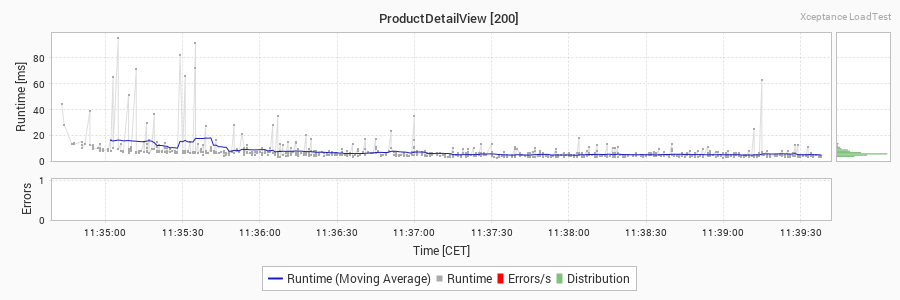 ProductDetailView [200]
Xceptance LoadTest
Runtime [ms]
80
60
40
20
0
Errors
1
0
11:35:00 11:35:30 11:36:00 11:36:30 11:37:00 11:37:30 11:38:00 11:38:30 11:39:00 11:39:30
Time [CET]
Runtime (Moving Average) Runtime Errors/s Distribution